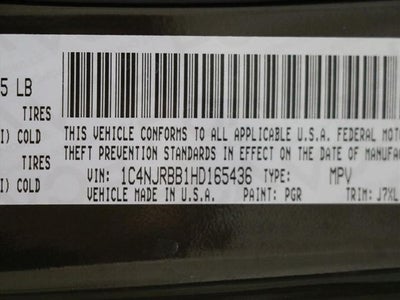 5 LB
TIRES
I) COLD THIS VEHICLE CONFORMS TO ALL APPLICABLE U.S.A. FEDERAL MOT
TIRES THEFT PREVENTION STANDARDS IN EFFECT ON THE DATE OF MANUFAC
I) COLD VIN: 1C4NJRBB1HD165436 TYPE: MPV
VEHICLE MADE IN U.S.A. PAINT: PGR TRIM: J7XL